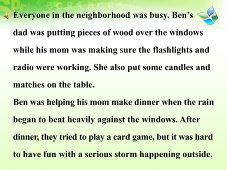 Everyone in the neighborhood was busy. Ben's
dad was putting pieces of wood over the windows
while his mom was making sure the flashlights and
radio were working. She also put some candles and
matches on the table.
Ben was helping his mom make dinner when the rain
began to beat heavily against the windows. After
dinner, they tried to play a card game, but it was hard
to have fun with a serious storm happening outside.